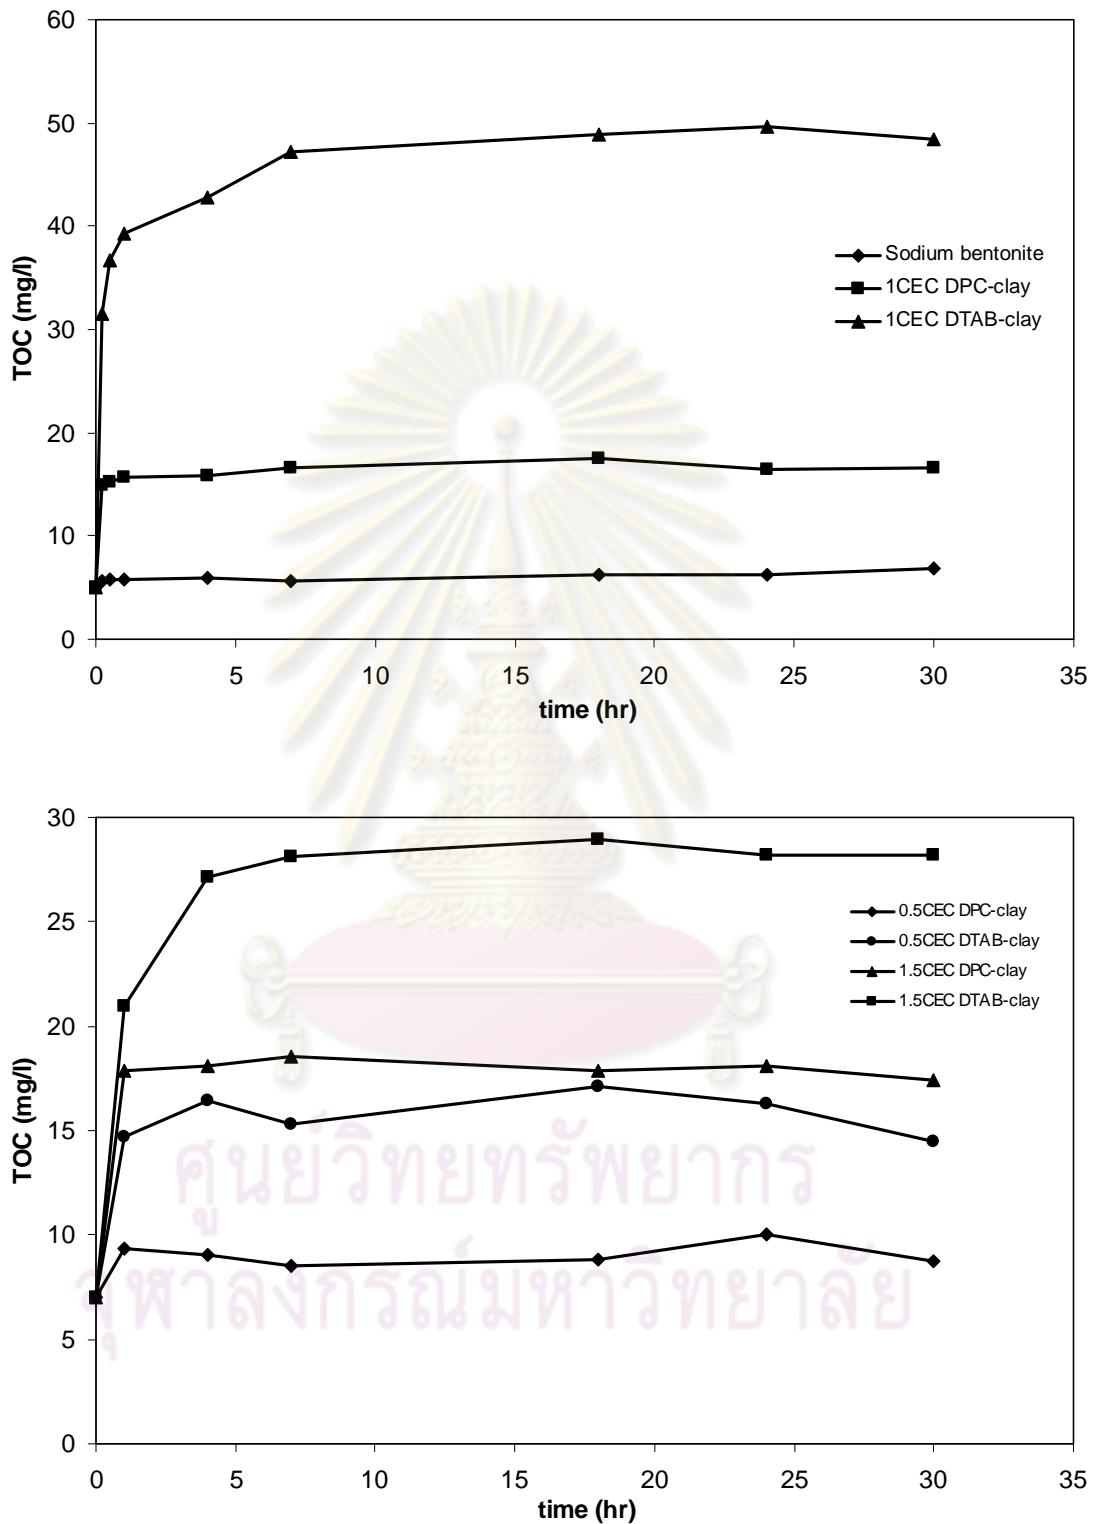 60
50
40
30
20
10
0
TOC (mg/l)
Sodium bentonite
1CEC DPC-clay
1CEC DTAB-clay
0 5 10 15 20 25 30 35
time (hr)
30
25
20
15
10
5
0
TOC (mg/l)
0.5CEC DPC-clay
0.5CEC DTAB-clay
1.5CEC DPC-clay
1.5CEC DTAB-clay
ศูนย์วิทยทรัพยากร
จุฬาลงกรณ์มหาวิทยาลัย
0 5 10 15 20 25 30 35
time (hr)